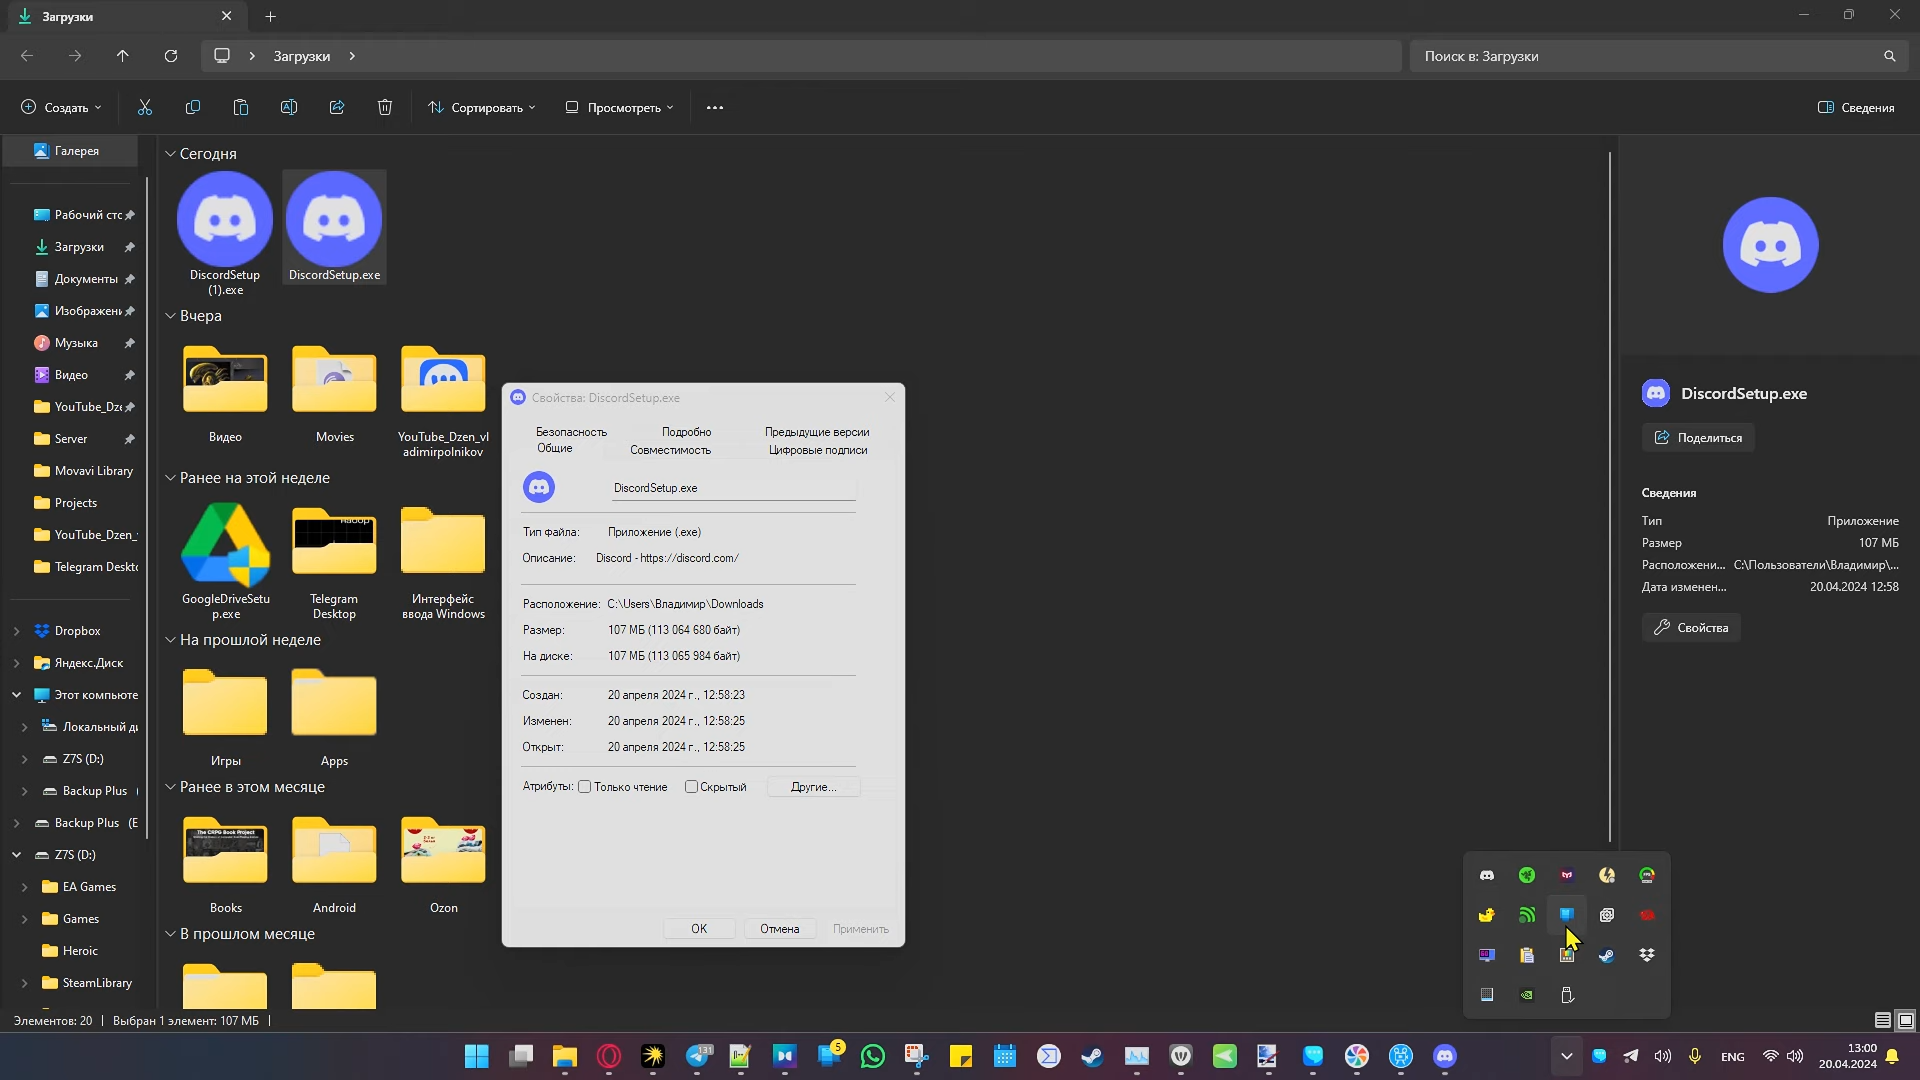 Загрузки
Загрузки
Поиск в: Загрузки
Создать
Сортировать
Просмотреть
Сведения
Галерея
Рабочий стс
Загрузки
Документы
Изображени
Музыка
Видео
YouTube_Dze
Server
Movavi Library
Projects
YouTube_Dzen_
Telegram Deskto
Dropbox
Яндекс.Диск
Этот компьюте
Локальный ди
Z7S (D:)
Backup Plus
Backup Plus (E
Z7S (D:)
EA Games
Games
Heroic
SteamLibrary
Сегодня
DiscordSetup
(1).exe
DiscordSetup.exe
Вчера
Видео
Movies
YouTube_Dzen_vl
adimirpolnikov
Ранее на этой неделе
GoogleDriveSetu
p.exe
Telegram
Desktop
Интерфейс
ввода Windows
На прошлой неделе
Игры
Apps
Ранее в этом месяце
The CRPG Book Project
Books
Android
Ozon
В прошлом месяце
Свойства: DiscordSetup.exe
Безопасность
Подробно
Предыдущие версии
Общие
Совместимость
Цифровые подписи
DiscordSetup.exe
Тип файла: Приложение (.exe)
Описание: Discord - https://discord.com/
Расположение: C:\Users\Владимир\Downloads
Размер: 107 МБ (113 064 680 байт)
На диске: 107 МБ (113 065 984 байт)
Создан: 20 апреля 2024 г., 12:58:23
Изменен: 20 апреля 2024 г., 12:58:25
Открыт: 20 апреля 2024 г., 12:58:25
Атрибуты: Только чтение Скрытый Другие...
OK
Отмена
Применить
DiscordSetup.exe
Поделиться
Сведения
Тип Приложение
Размер 107 МБ
Расположени... C:\Пользователи\Владимир\...
Дата изменен... 20.04.2024 12:58
Свойства
Элементов: 20 | Выбран 1 элемент: 107 МБ |
131
5
ENG
13:00
20.04.2024